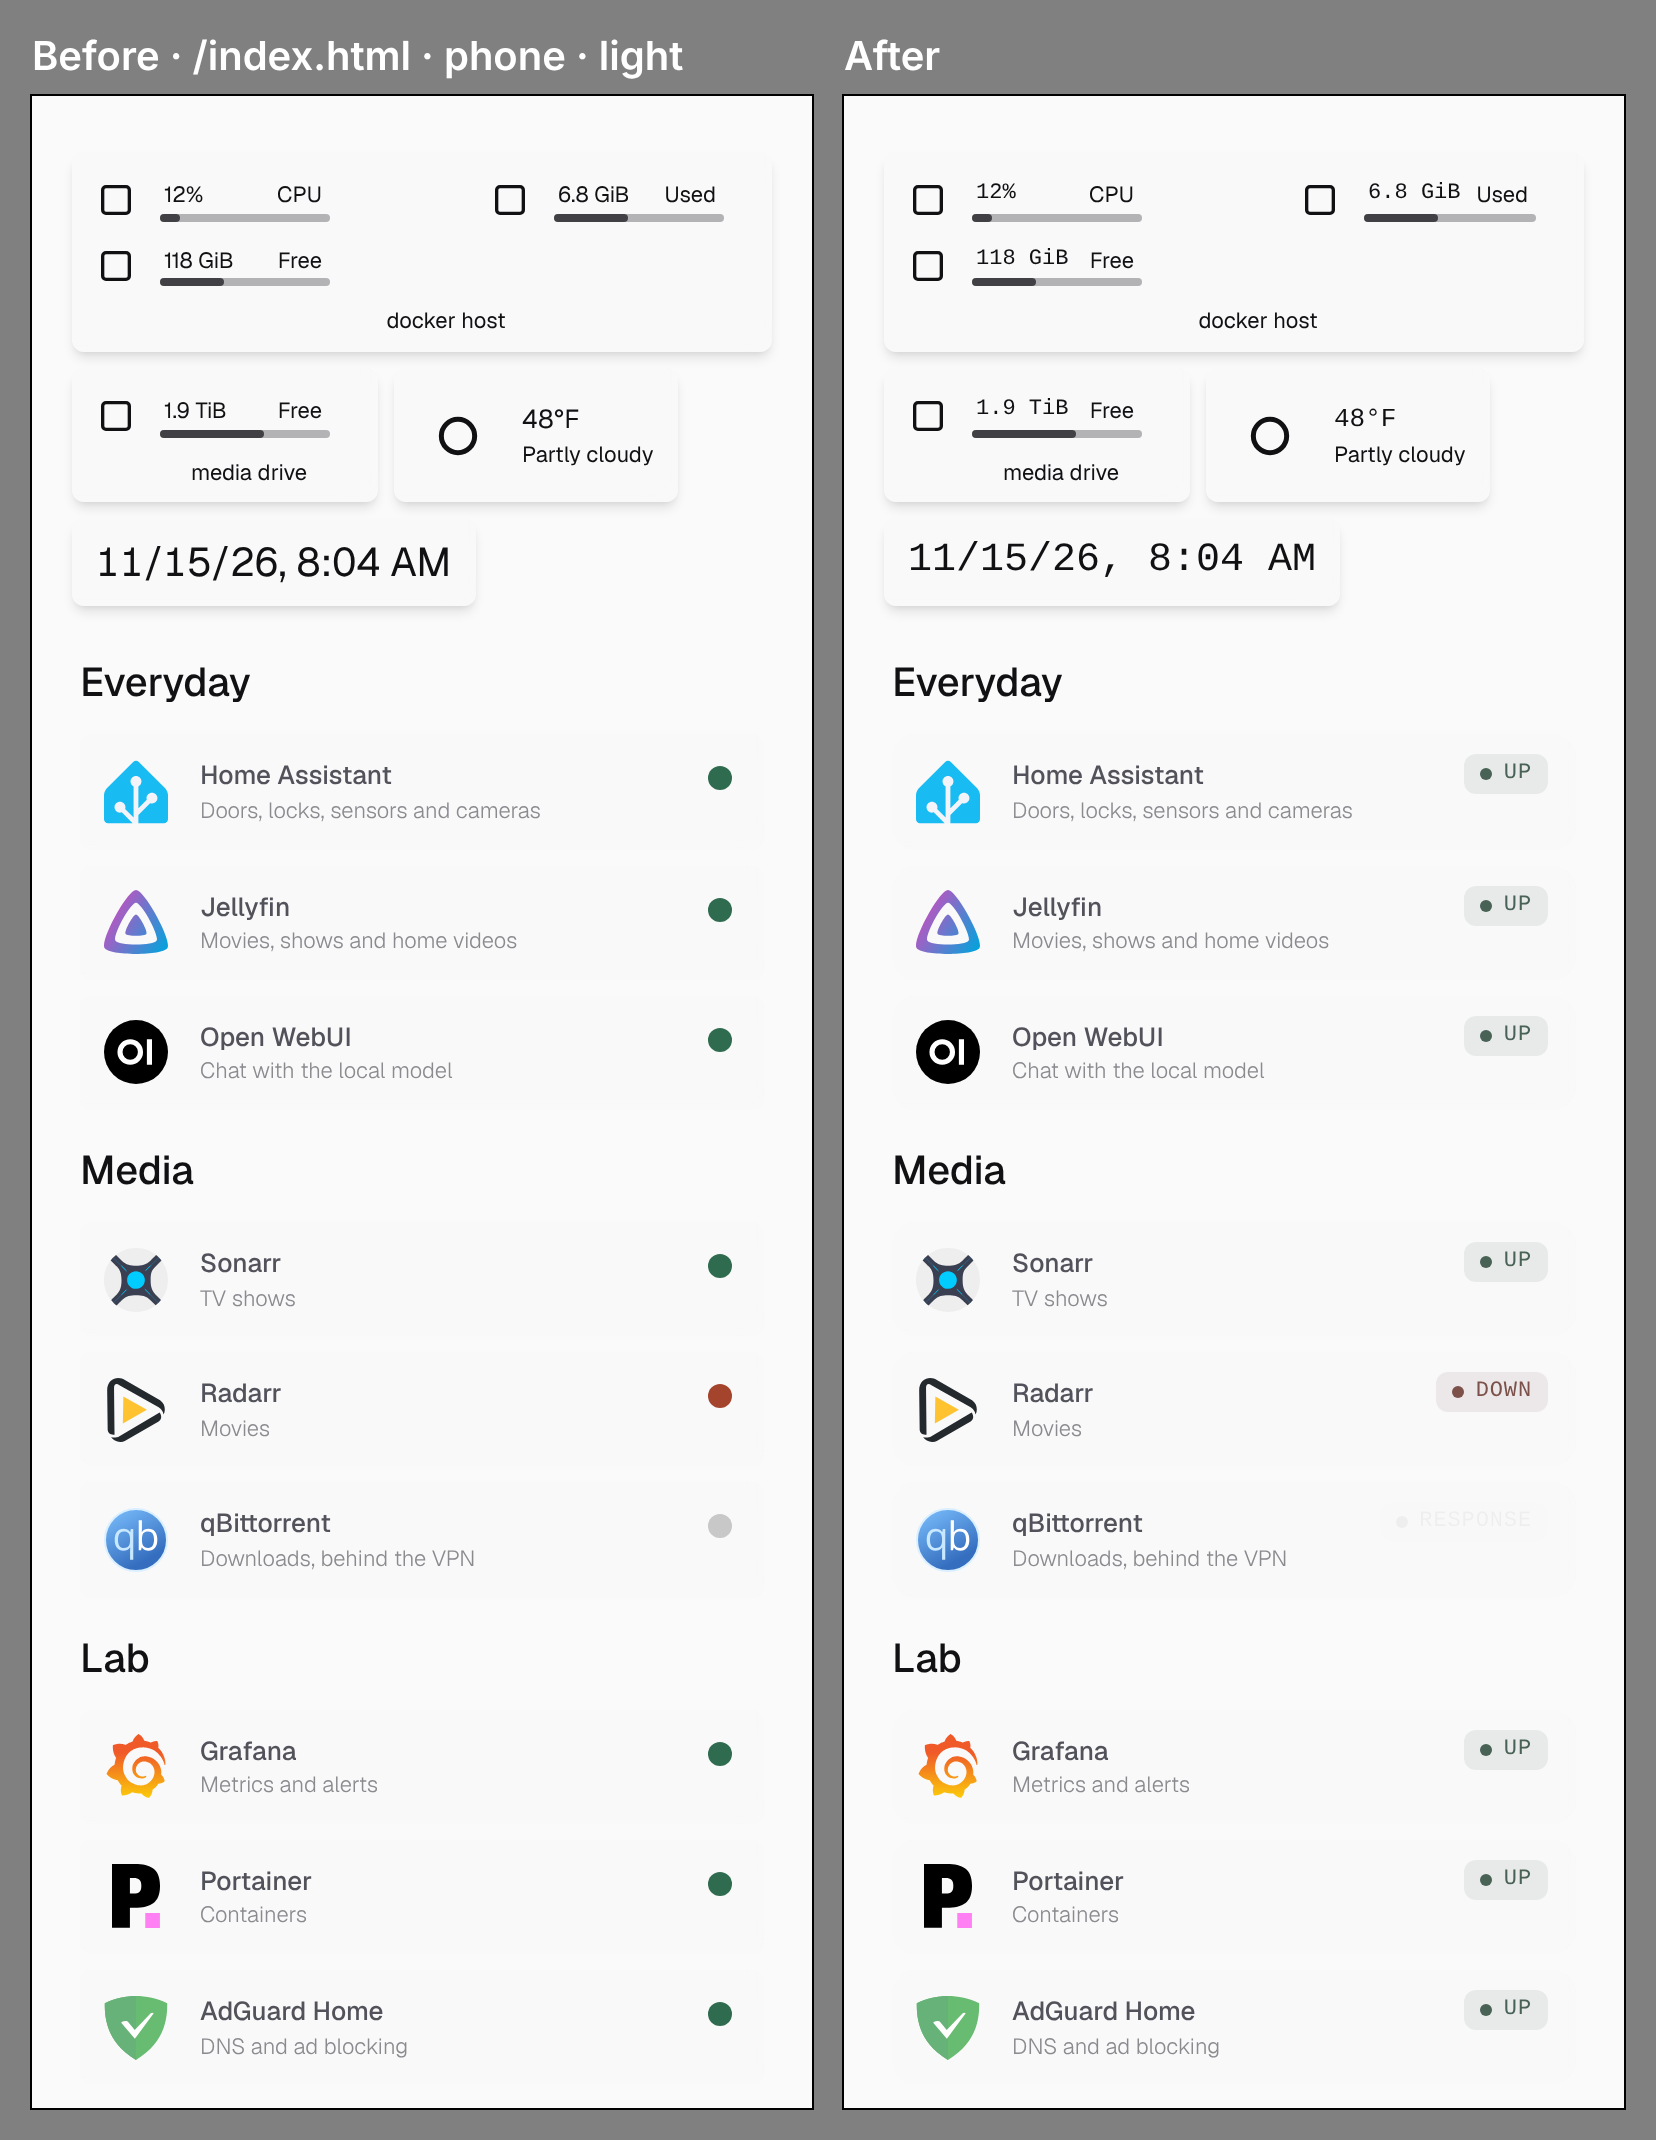 Before · /index.html · phone · light
12% CPU
6.8 GiB Used
118 GiB Free
docker host
1.9 TiB Free
media drive
48°F
Partly cloudy
11/15/26, 8:04 AM
Everyday
Home Assistant
Doors, locks, sensors and cameras
Jellyfin
Movies, shows and home videos
Open WebUI
Chat with the local model
Media
Sonarr
TV shows
Radarr
Movies
qb
qBittorrent
Downloads, behind the VPN
Lab
Grafana
Metrics and alerts
Portainer
Containers
AdGuard Home
DNS and ad blocking
After
12% CPU
6.8 GiB Used
118 GiB Free
docker host
1.9 TiB Free
media drive
48°F
Partly cloudy
11/15/26, 8:04 AM
Everyday
Home Assistant
UP
Doors, locks, sensors and cameras
Jellyfin
UP
Movies, shows and home videos
Open WebUI
UP
Chat with the local model
Media
Sonarr
UP
TV shows
Radarr
DOWN
Movies
qb
qBittorrent
RESPONSE
Downloads, behind the VPN
Lab
Grafana
UP
Metrics and alerts
Portainer
UP
Containers
AdGuard Home
UP
DNS and ad blocking